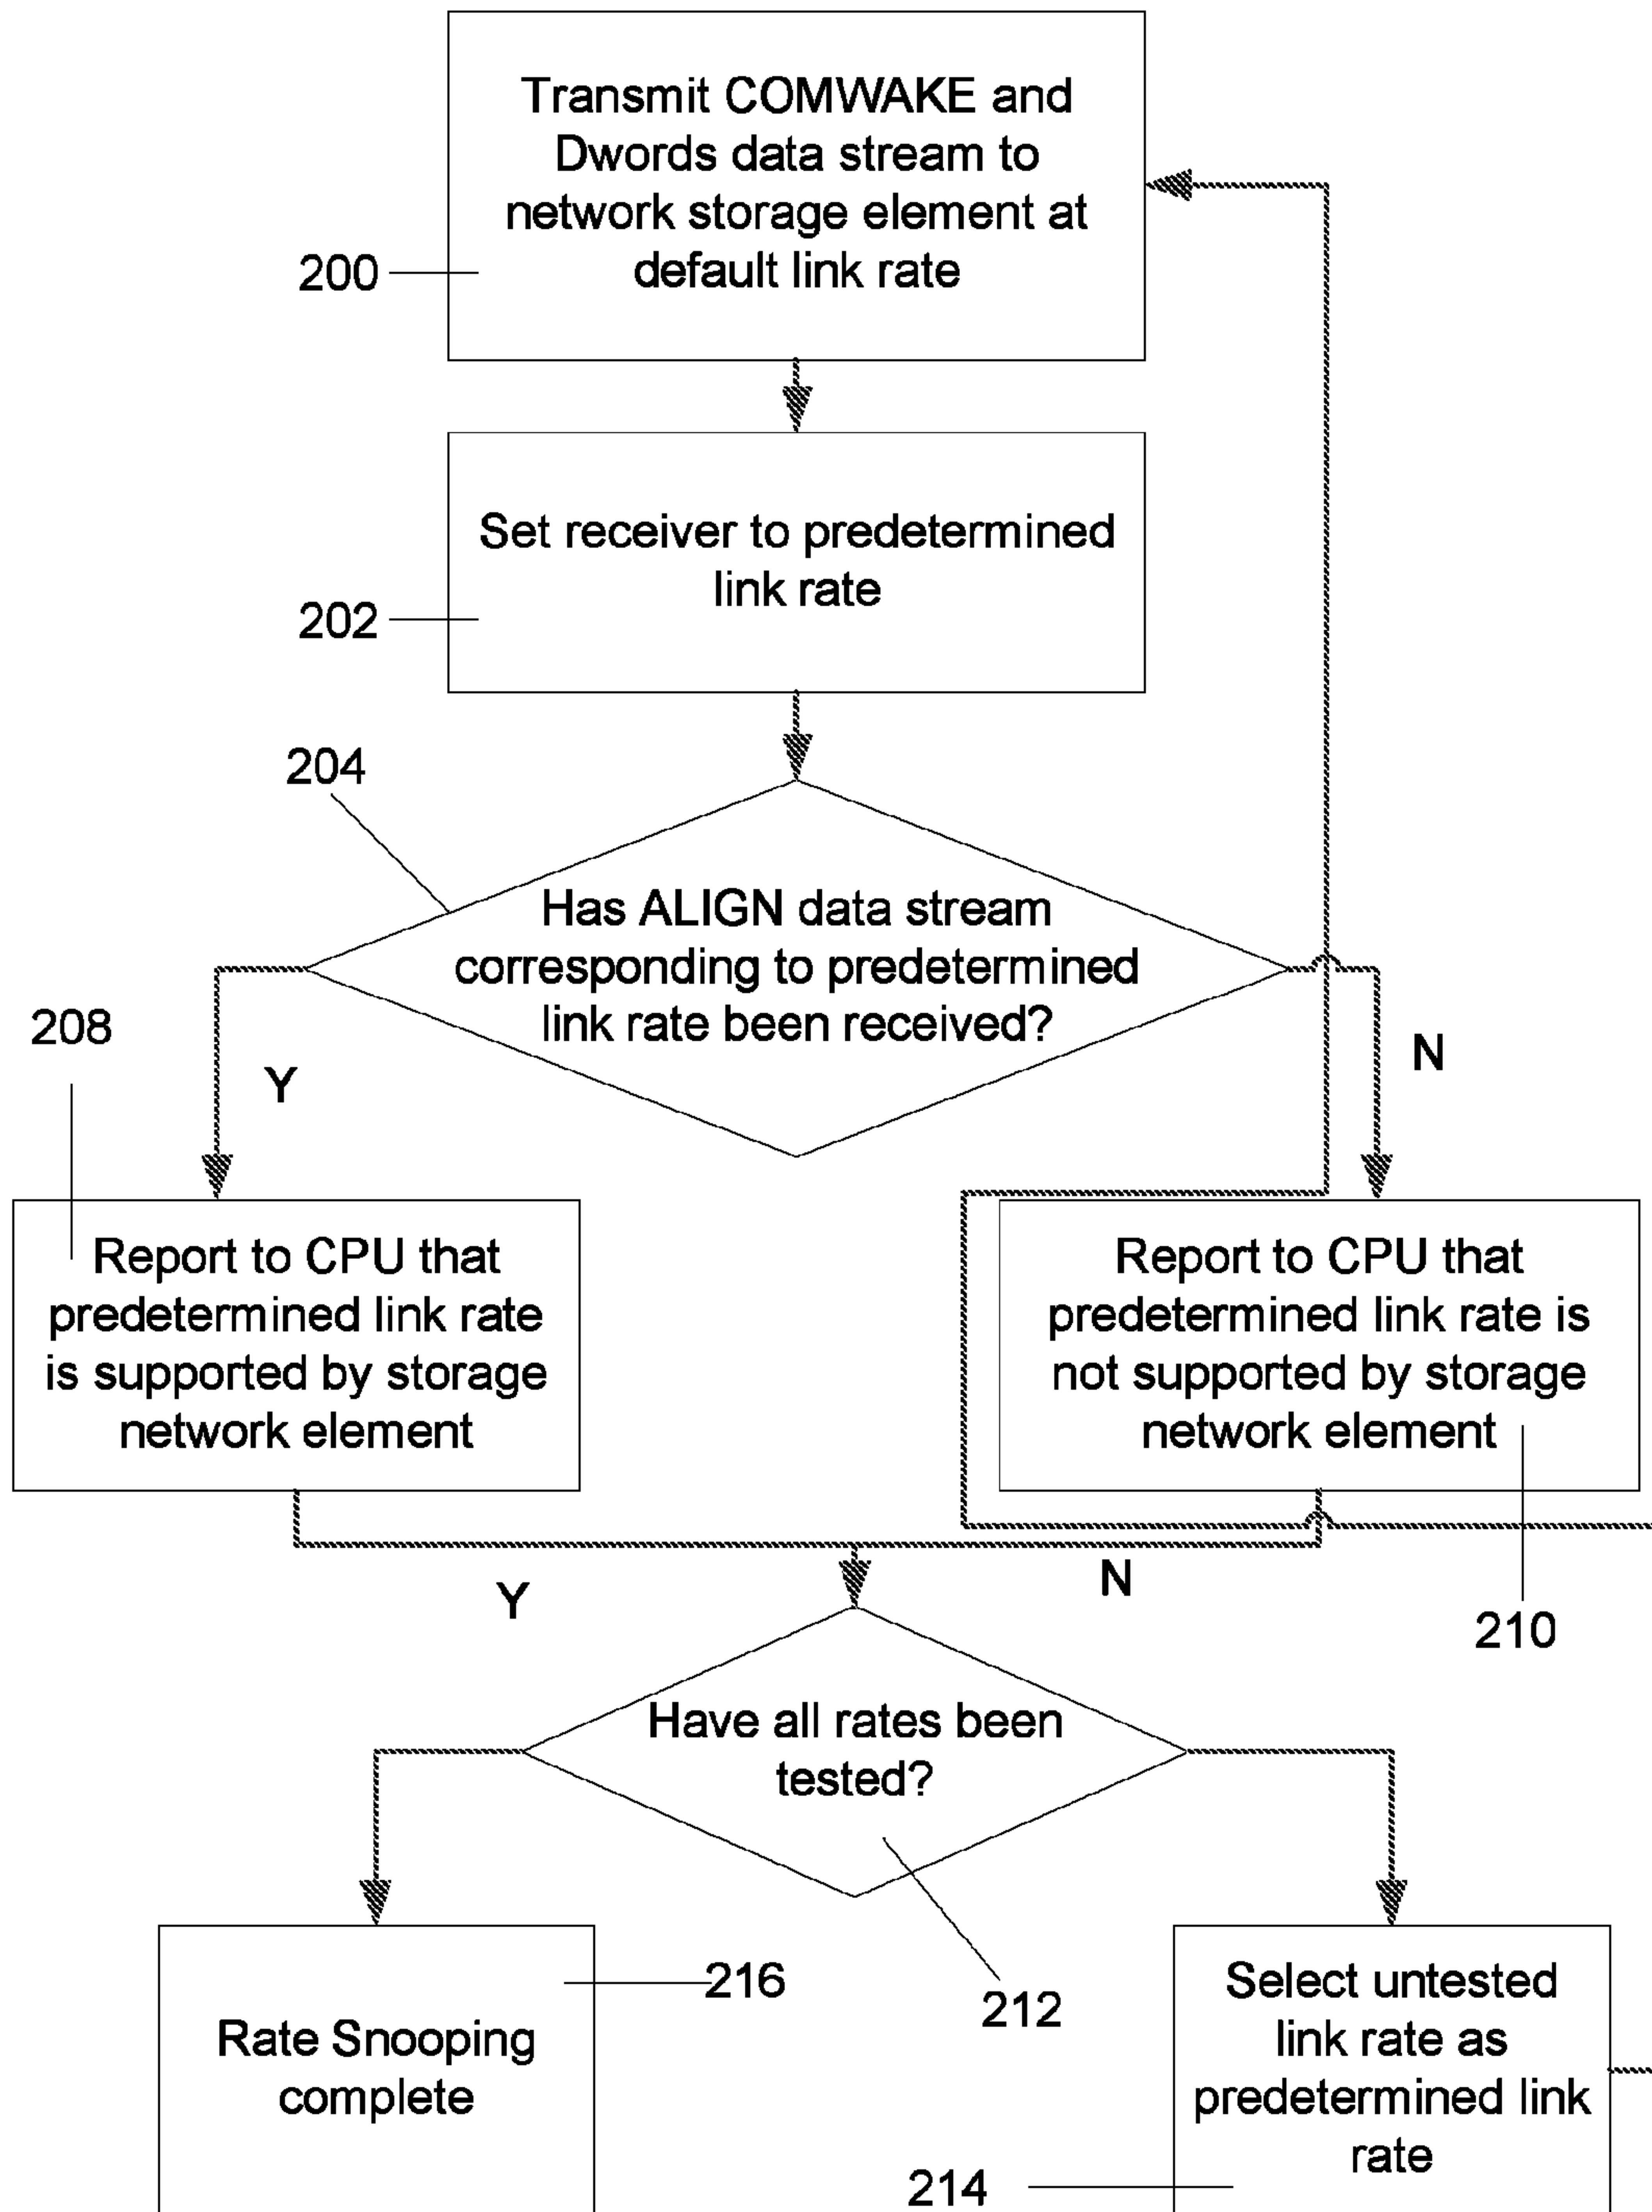 Transmit COMWAKE and
Dwords data stream to
network storage element at
default link rate
200
Set receiver to predetermined
link rate
202
204
Has ALIGN data stream
corresponding to predetermined
link rate been received?
208
Y
N
Report to CPU that
predetermined link rate
is supported by storage
network element
Report to CPU that
predetermined link rate is
not supported by storage
network element
Y
N
210
Have all rates been
tested?
212
216
Rate Snooping
complete
Select untested
link rate as
predetermined link
rate
214